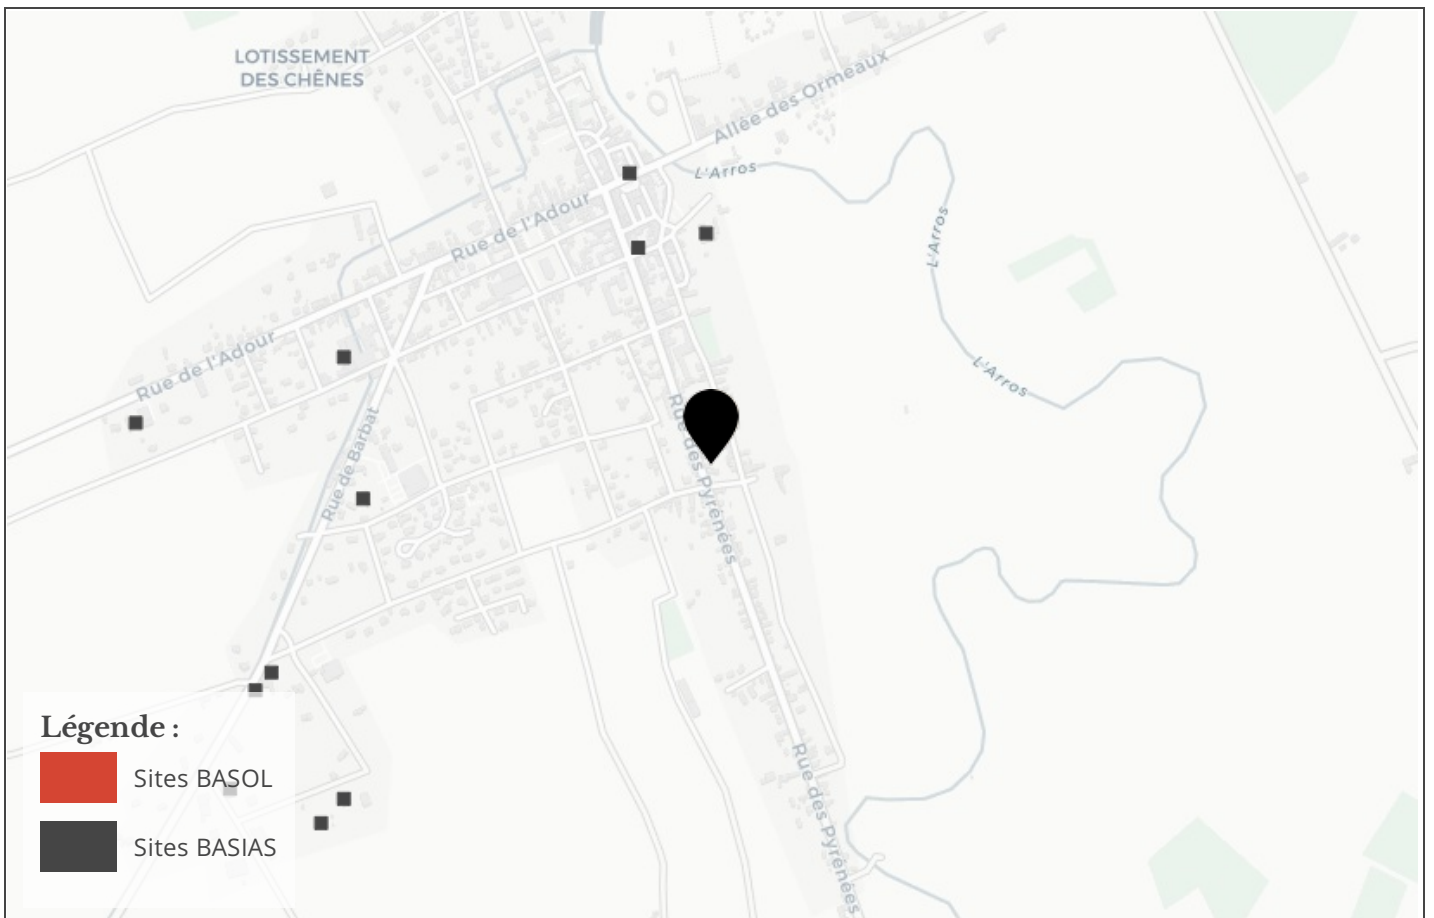 LOTISSEMENT
DES CHÊNES
Allée des Ormeaux
L'Arros
Rue de l'Adour
L'Arros
Rue de l'Adour
L'Arros
Rue des Pyrénées
Rue de Barbat
Légende :
Sites BASOL
Sites BASIAS
Rue des Pyrénées